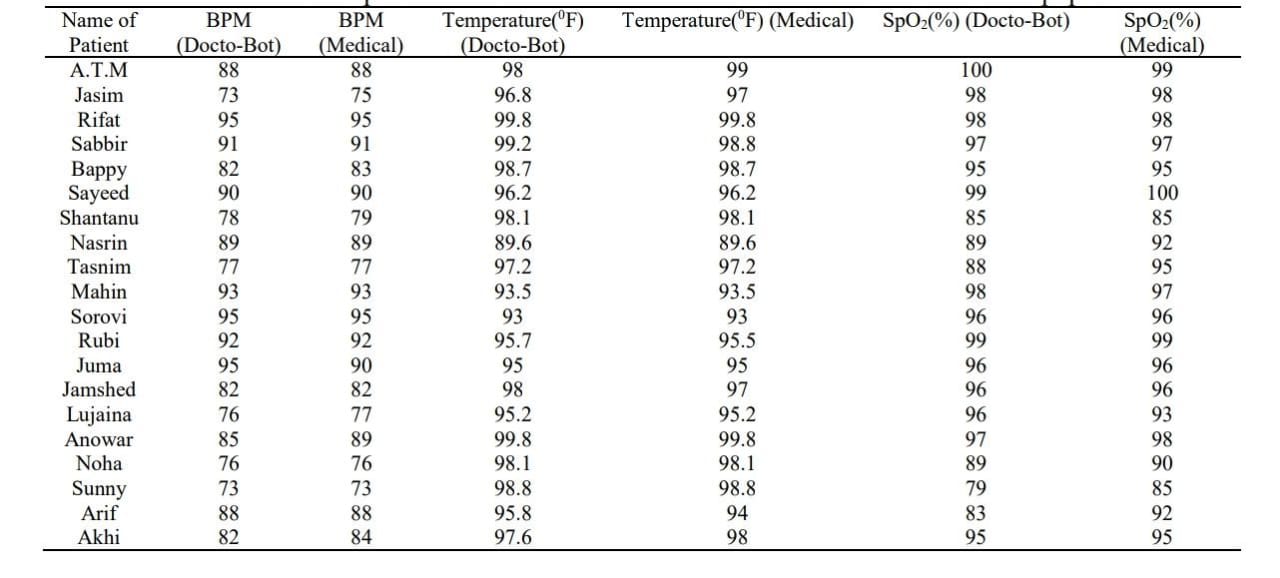 Name of Patient BPM (Docto-Bot) BPM (Medical) Temperature(⁰F) (Docto-Bot) Temperature(⁰F) (Medical) SpO₂(%) (Docto-Bot) SpO₂(%) (Medical)
A.T.M 88 88 98 99 100 99
Jasim 73 75 96.8 97 98 98
Rifat 95 95 99.8 99.8 98 98
Sabbir 91 91 99.2 98.8 97 97
Bappy 82 83 98.7 98.7 95 95
Sayeed 90 90 96.2 96.2 99 100
Shantanu 78 79 98.1 98.1 85 85
Nasrin 89 89 89.6 89.6 89 92
Tasnim 77 77 97.2 97.2 88 95
Mahin 93 93 93.5 93.5 98 97
Sorovi 95 95 93 93 96 96
Rubi 92 92 95.7 95.5 99 99
Juma 95 90 95 95 96 96
Jamshed 82 82 98 97 96 96
Lujaina 76 77 95.2 95.2 96 93
Anowar 85 89 99.8 99.8 97 98
Noha 76 76 98.1 98.1 89 90
Sunny 73 73 98.8 98.8 79 85
Arif 88 88 95.8 94 83 92
Akhi 82 84 97.6 98 95 95